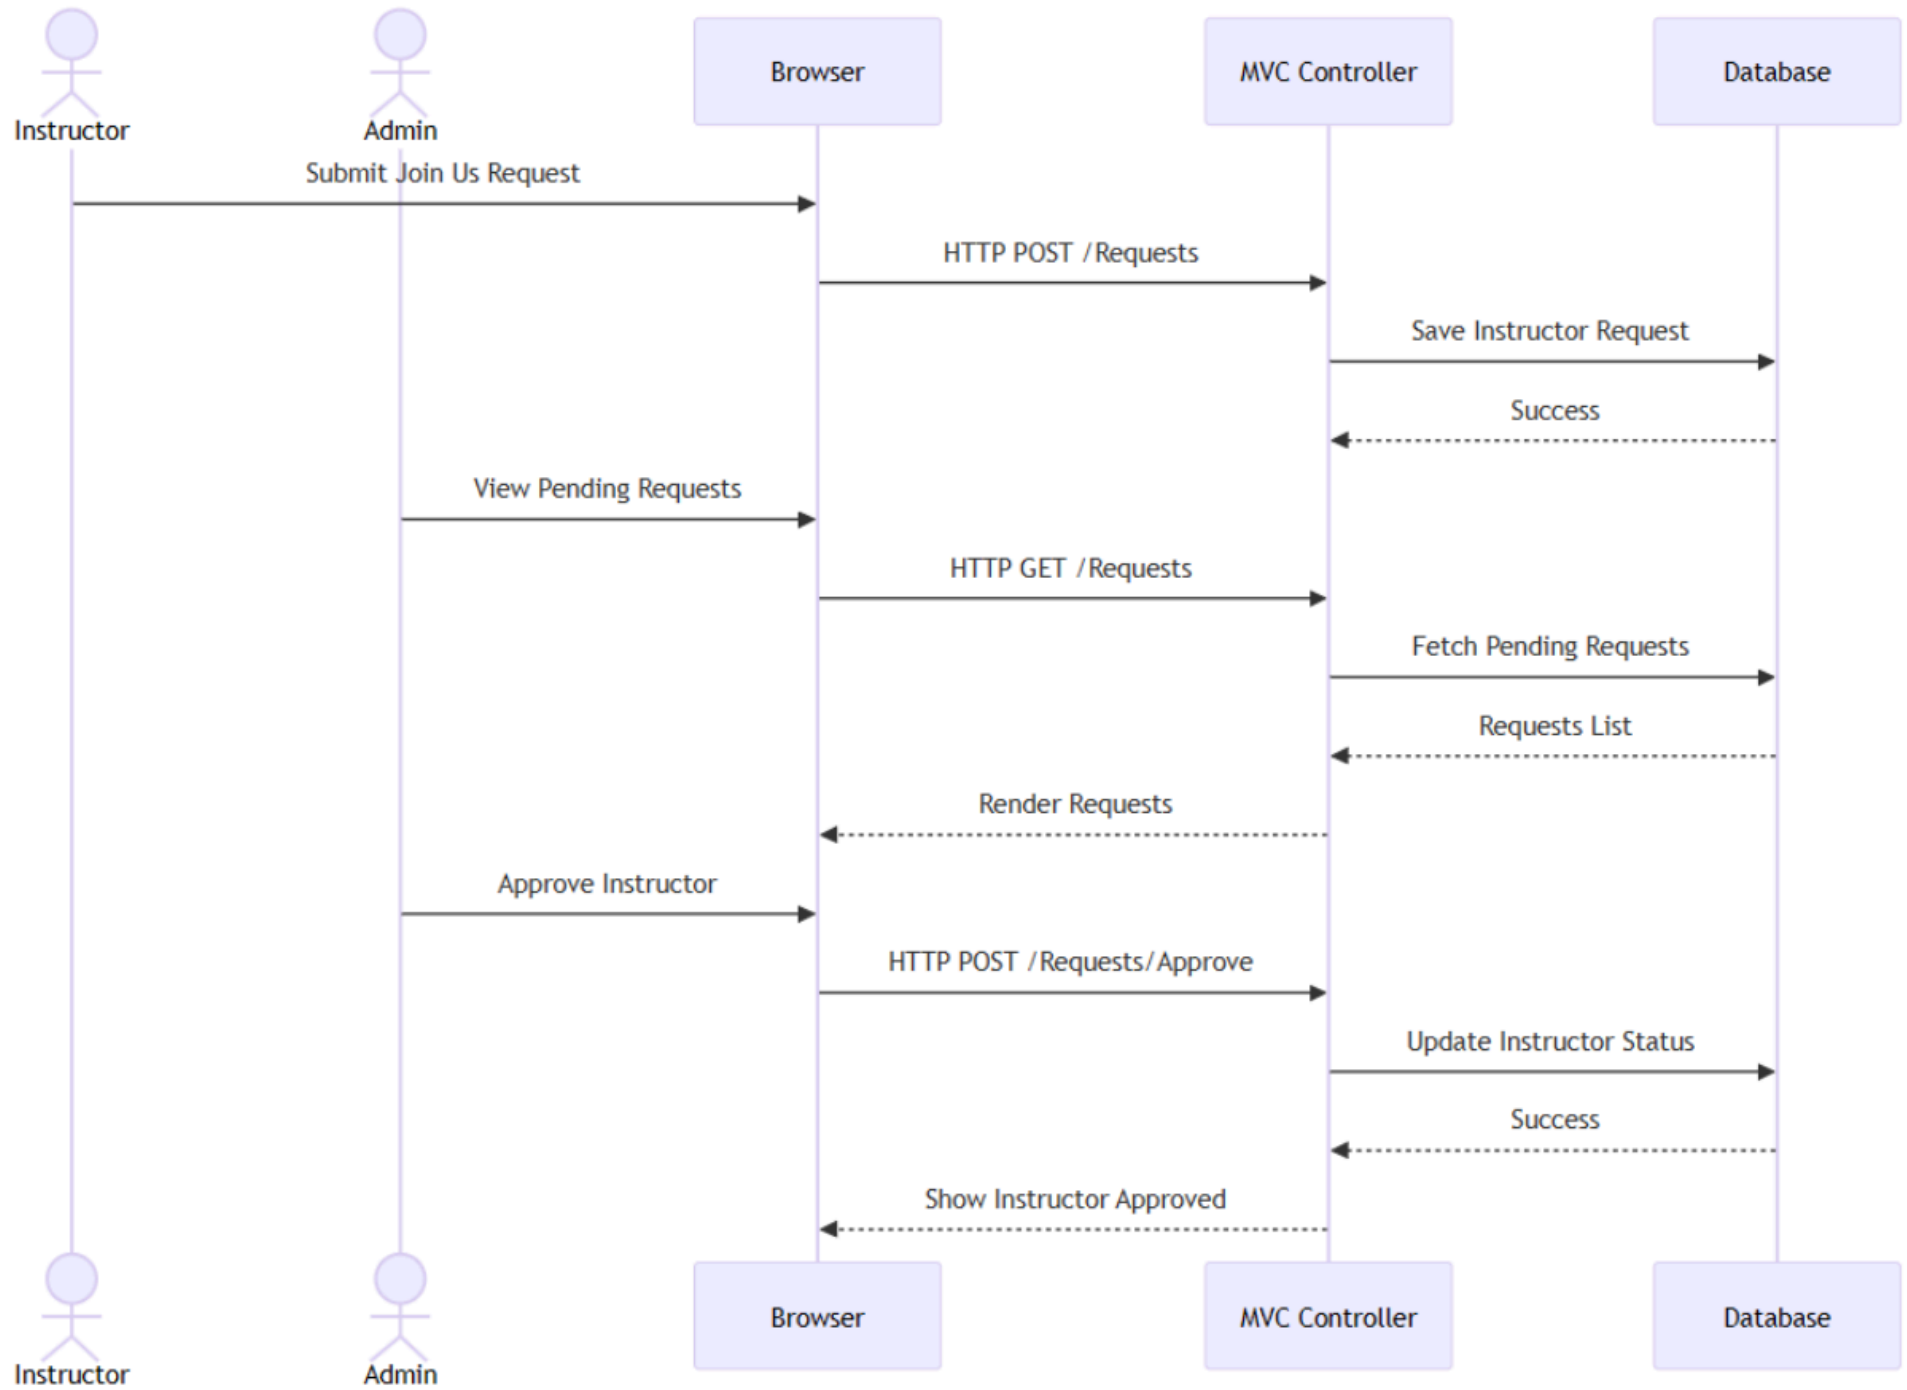 Instructor
Admin
Browser
MVC Controller
Database
Submit Join Us Request
HTTP POST /Requests
Save Instructor Request
Success
View Pending Requests
HTTP GET /Requests
Fetch Pending Requests
Requests List
Render Requests
Approve Instructor
HTTP POST /Requests/Approve
Update Instructor Status
Success
Show Instructor Approved
Instructor
Admin
Browser
MVC Controller
Database